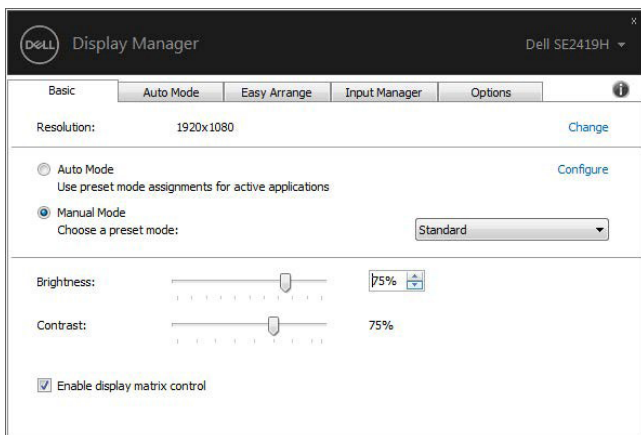 DELL Display Manager Dell SE2419H
x
Basic Auto Mode Easy Arrange Input Manager Options i
Resolution: 1920x1080 Change
Auto Mode Configure
Use preset mode assignments for active applications
Manual Mode
Choose a preset mode: Standard
Brightness: 75%
Contrast: 75%
Enable display matrix control